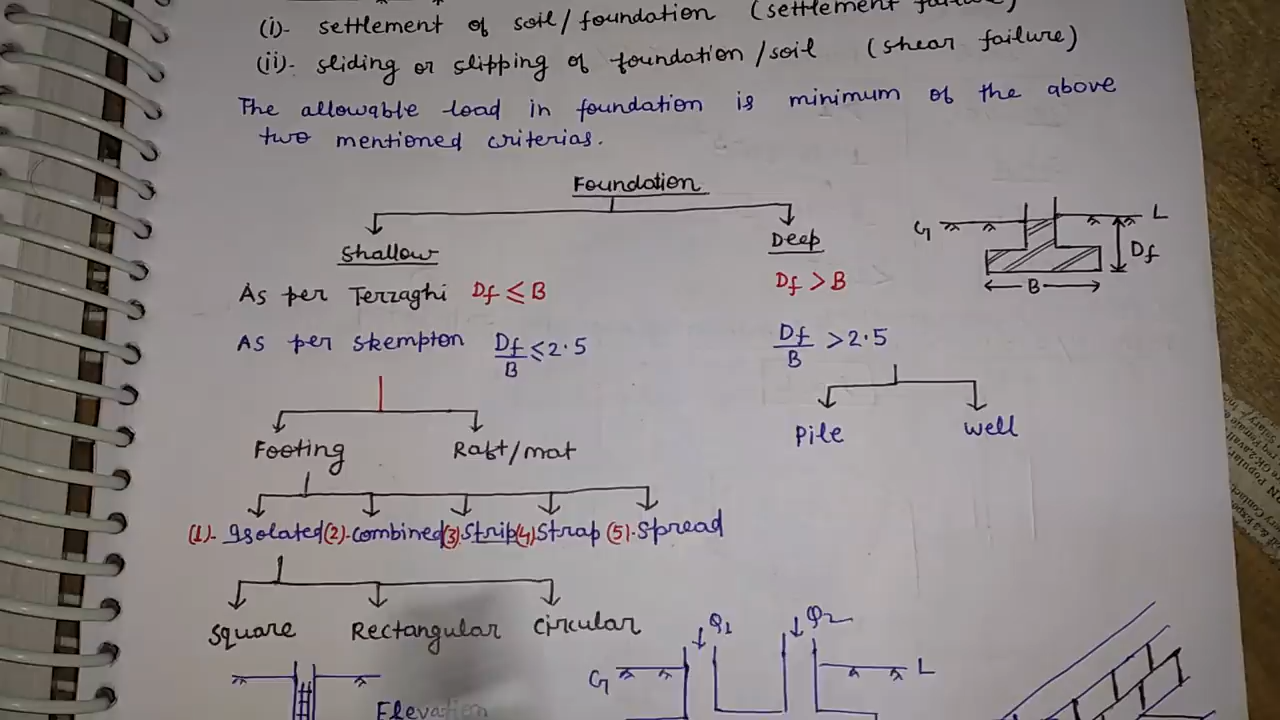 (i)- settlement of soil/foundation (settlement failure)
(ii)- sliding or slipping of foundation/soil (shear failure)
The allowable load in foundation is minimum of the above
two mentioned criterias.
Foundation
Shallow Deep
G L
Df
B
As per Terzaghi Df ≤ B Df > B
As per Skempton Df/B ≤ 2.5 Df/B > 2.5
Footing Raft/mat Pile Well
(1). Isolated (2). combined (3). Strip (4) Strap (5). Spread
Square Rectangular Circular
Q1 Q2
G L
Elevation